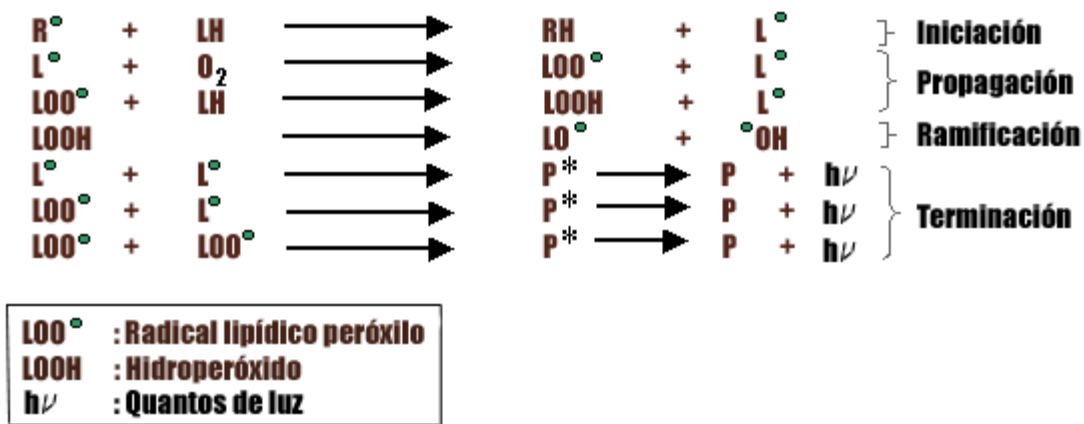 R• + LH RH + L• Iniciación
L• + O₂ LOO• + L•
Propagación
LOO• + LH LOOH + L•
LOOH LO• + •OH Ramificación
L• + L• P* P + hν
LOO• + L• P* P + hν
Terminación
LOO• + LOO• P* P + hν
LOO• : Radical lipídico peróxilo
LOOH : Hidroperóxido
hν : Quantos de luz